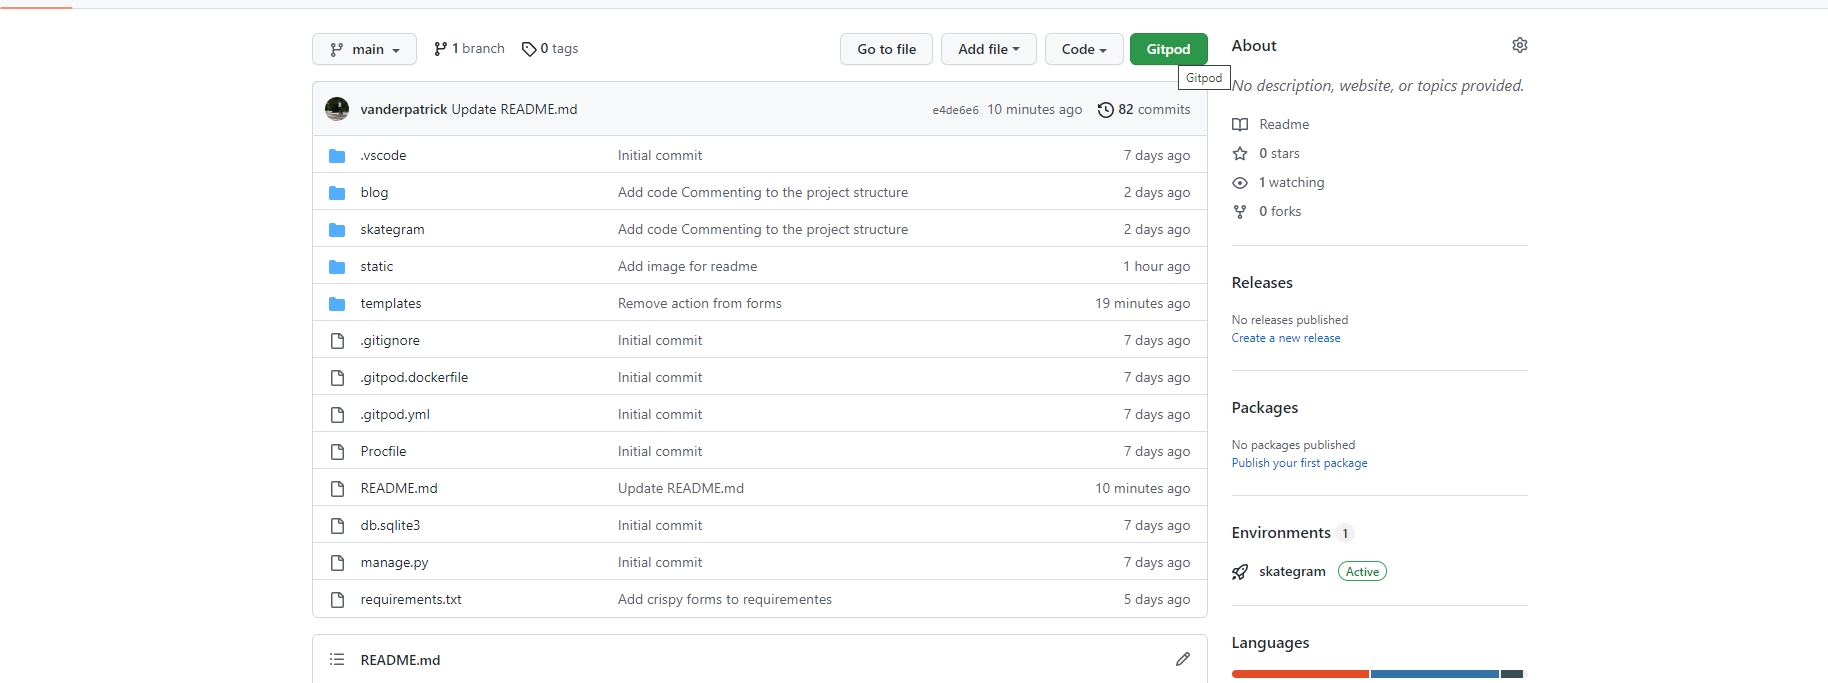 main 1 branch 0 tags Go to file Add file Code Gitpod
Gitpod
vanderpatrick Update README.md e4de6e6 10 minutes ago 82 commits
.vscode Initial commit 7 days ago
blog Add code Commenting to the project structure 2 days ago
skategram Add code Commenting to the project structure 2 days ago
static Add image for readme 1 hour ago
templates Remove action from forms 19 minutes ago
.gitignore Initial commit 7 days ago
.gitpod.dockerfile Initial commit 7 days ago
.gitpod.yml Initial commit 7 days ago
Procfile Initial commit 7 days ago
README.md Update README.md 10 minutes ago
db.sqlite3 Initial commit 7 days ago
manage.py Initial commit 7 days ago
requirements.txt Add crispy forms to requirementes 5 days ago
README.md
About
No description, website, or topics provided.
Readme
0 stars
1 watching
0 forks
Releases
No releases published
Create a new release
Packages
No packages published
Publish your first package
Environments 1
skategram Active
Languages